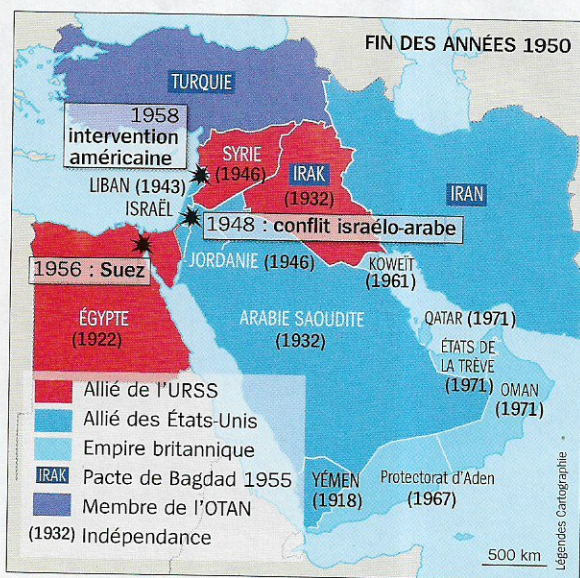 FIN DES ANNÉES 1950
TURQUIE
1958
intervention
américaine
SYRIE
(1946)
IRAK
(1932)
IRAN
LIBAN (1943)
ISRAËL
1948 : conflit israélo-arabe
1956 : Suez
JORDANIE (1946)
KOWEÏT
(1961)
ÉGYPTE
(1922)
ARABIE SAOUDITE
(1932)
QATAR (1971)
ÉTATS DE
LA TRÊVE
(1971)
OMAN
(1971)
YÉMEN
(1918)
Protectorat d'Aden
(1967)
Allié de l'URSS
Allié des États-Unis
Empire britannique
IRAK Pacte de Bagdad 1955
Membre de l'OTAN
(1932) Indépendance
500 km
Légendes Cartographie